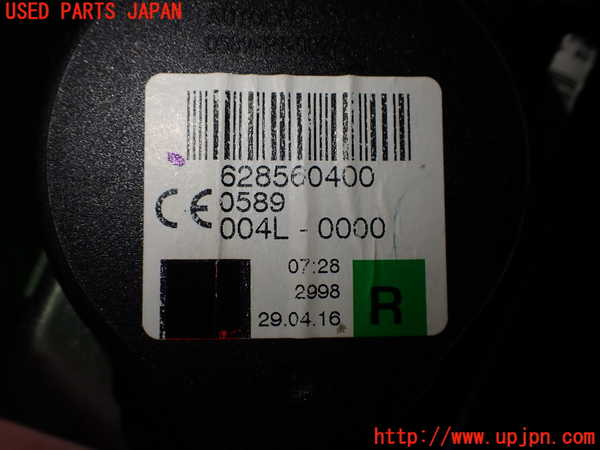 USED PARTS JAPAN
628560400
CE 0589
004L - 0000
07:28
2998
29.04.16
R
http://www.upjpn.com/